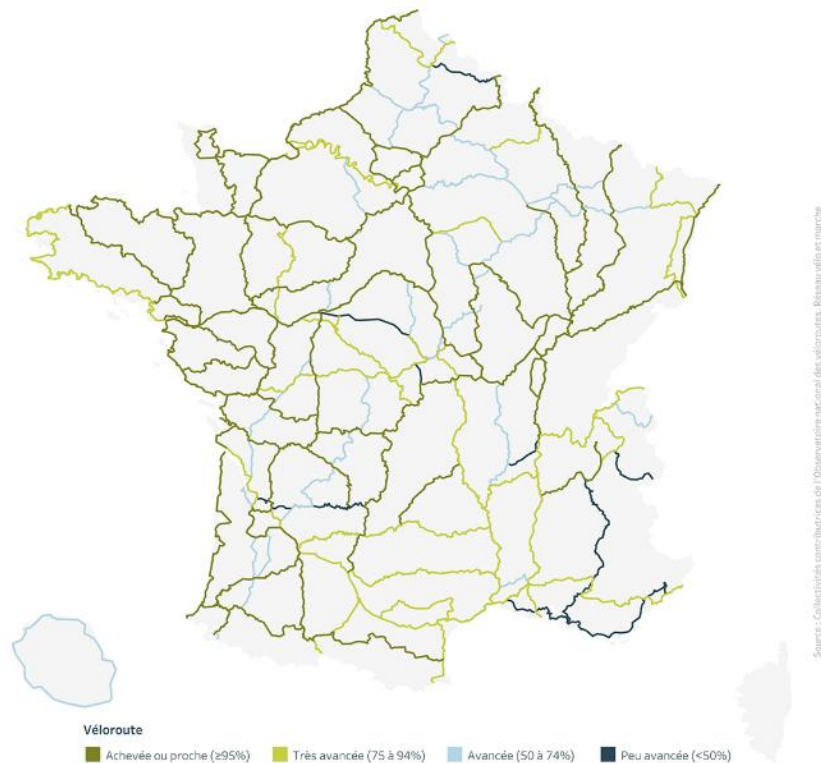 Source : Collectivités contributrices de l'Observatoire national des véloroutes. Réseau vélo et marche
Véloroute
Achevée ou proche (≥95%)
Très avancée (75 à 94%)
Avancée (50 à 74%)
Peu avancée (<50%)